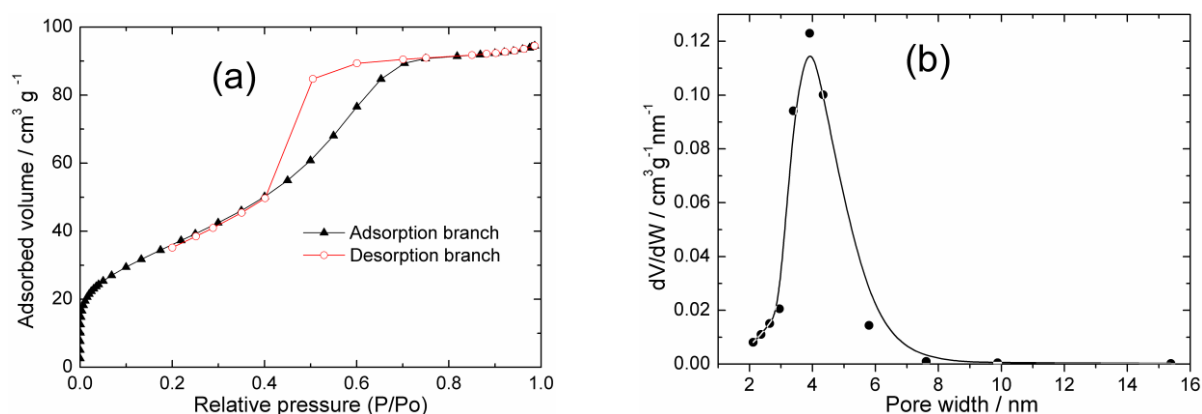 (a)
Adsorbed volume / cm³ g⁻¹
100
80
60
40
20
0
Adsorption branch
Desorption branch
0.0 0.2 0.4 0.6 0.8 1.0
Relative pressure (P/Po)
(b)
dV/dW / cm³g⁻¹nm⁻¹
0.12
0.10
0.08
0.06
0.04
0.02
0.00
2 4 6 8 10 12 14 16
Pore width / nm